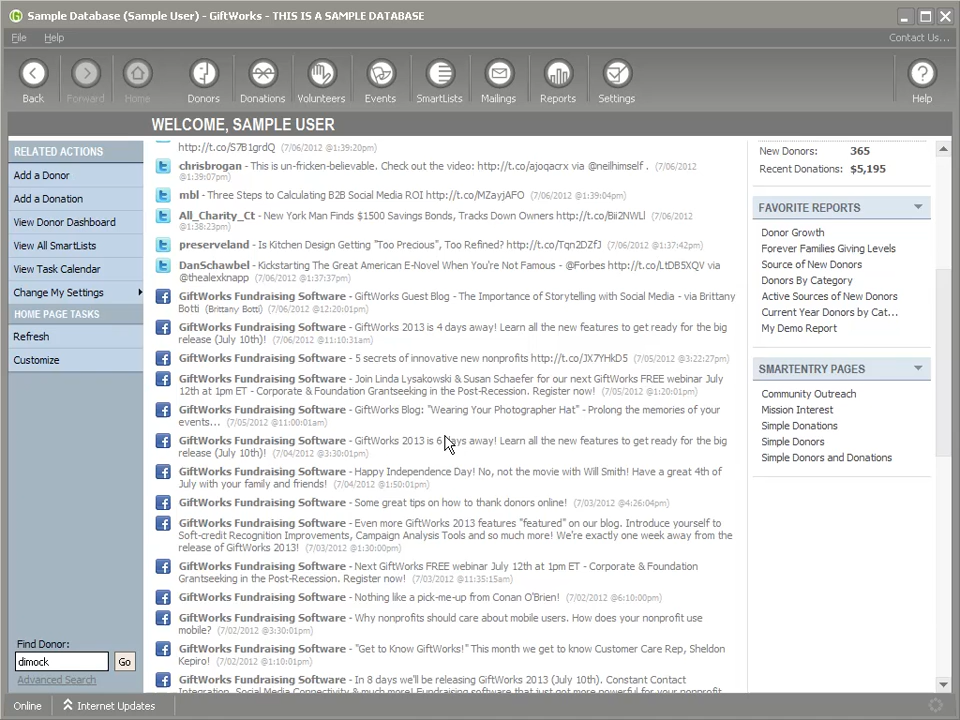 Sample Database (Sample User) - GiftWorks - THIS IS A SAMPLE DATABASE
File Help Contact Us...
Back Forward Home Donors Donations Volunteers Events SmartLists Mailings Reports Settings Help
WELCOME, SAMPLE USER
RELATED ACTIONS
Add a Donor
Add a Donation
View Donor Dashboard
View All SmartLists
View Task Calendar
Change My Settings
HOME PAGE TASKS
Refresh
Customize
Find Donor:
dimock Go
Advanced Search
http://t.co/S7B1grdQ (7/06/2012 @1:39:20pm)
chrisbrogan - This is un-fricken-believable. Check out the video: http://t.co/ajoqacrx via @neilhimself . (7/06/2012
@1:39:07pm)
mbl - Three Steps to Calculating B2B Social Media ROI http://t.co/MZayjAFO (7/06/2012 @1:39:04pm)
All_Charity_Ct - New York Man Finds $1500 Savings Bonds, Tracks Down Owners http://t.co/Bii2NWLl (7/06/2012
@1:38:23pm)
preserveland - Is Kitchen Design Getting "Too Precious", Too Refined? http://t.co/Tqn2DZfJ (7/06/2012 @1:37:42pm)
DanSchawbel - Kickstarting The Great American E-Novel When You're Not Famous - @Forbes http://t.co/LtDB5XQV via
@thealexknapp (7/06/2012 @1:37:37pm)
GiftWorks Fundraising Software - GiftWorks Guest Blog - The Importance of Storytelling with Social Media - via Brittany
Botti (Brittany Botti) (7/06/2012 @12:20:01pm)
GiftWorks Fundraising Software - GiftWorks 2013 is 4 days away! Learn all the new features to get ready for the big
release (July 10th)! (7/06/2012 @11:10:31am)
GiftWorks Fundraising Software - 5 secrets of innovative new nonprofits http://t.co/JX7YHkD5 (7/05/2012 @3:22:27pm)
GiftWorks Fundraising Software - Join Linda Lysakowski & Susan Schaefer for our next GiftWorks FREE webinar July
12th at 1pm ET - Corporate & Foundation Grantseeking in the Post-Recession. Register now! (7/05/2012 @1:20:01pm)
GiftWorks Fundraising Software - GiftWorks Blog: "Wearing Your Photographer Hat" - Prolong the memories of your
events... (7/05/2012 @11:00:01am)
GiftWorks Fundraising Software - GiftWorks 2013 is 6 days away! Learn all the new features to get ready for the big
release (July 10th)! (7/04/2012 @3:30:01pm)
GiftWorks Fundraising Software - Happy Independence Day! No, not the movie with Will Smith! Have a great 4th of
July with your family and friends! (7/04/2012 @1:50:01pm)
GiftWorks Fundraising Software - Some great tips on how to thank donors online! (7/03/2012 @4:26:04pm)
GiftWorks Fundraising Software - Even more GiftWorks 2013 features "featured" on our blog. Introduce yourself to
Soft-credit Recognition Improvements, Campaign Analysis Tools and so much more! We're exactly one week away from the
release of GiftWorks 2013! (7/03/2012 @1:30:00pm)
GiftWorks Fundraising Software - Next GiftWorks FREE webinar July 12th at 1pm ET - Corporate & Foundation
Grantseeking in the Post-Recession. Register now! (7/03/2012 @11:35:15am)
GiftWorks Fundraising Software - Nothing like a pick-me-up from Conan O'Brien! (7/02/2012 @6:10:00pm)
GiftWorks Fundraising Software - Why nonprofits should care about mobile users. How does your nonprofit use
mobile? (7/02/2012 @3:30:01pm)
GiftWorks Fundraising Software - "Get to Know GiftWorks!" This month we get to know Customer Care Rep, Sheldon
Kepiro! (7/02/2012 @1:10:01pm)
GiftWorks Fundraising Software - In 8 days we'll be releasing GiftWorks 2013 (July 10th). Constant Contact
Integration, Social Media Connectivity & much more! Fundraising software that just got more powerful for your nonprofit
New Donors: 365
Recent Donations: $5,195
FAVORITE REPORTS
Donor Growth
Forever Families Giving Levels
Source of New Donors
Donors By Category
Active Sources of New Donors
Current Year Donors by Cat...
My Demo Report
SMARTENTRY PAGES
Community Outreach
Mission Interest
Simple Donations
Simple Donors
Simple Donors and Donations
Online Internet Updates